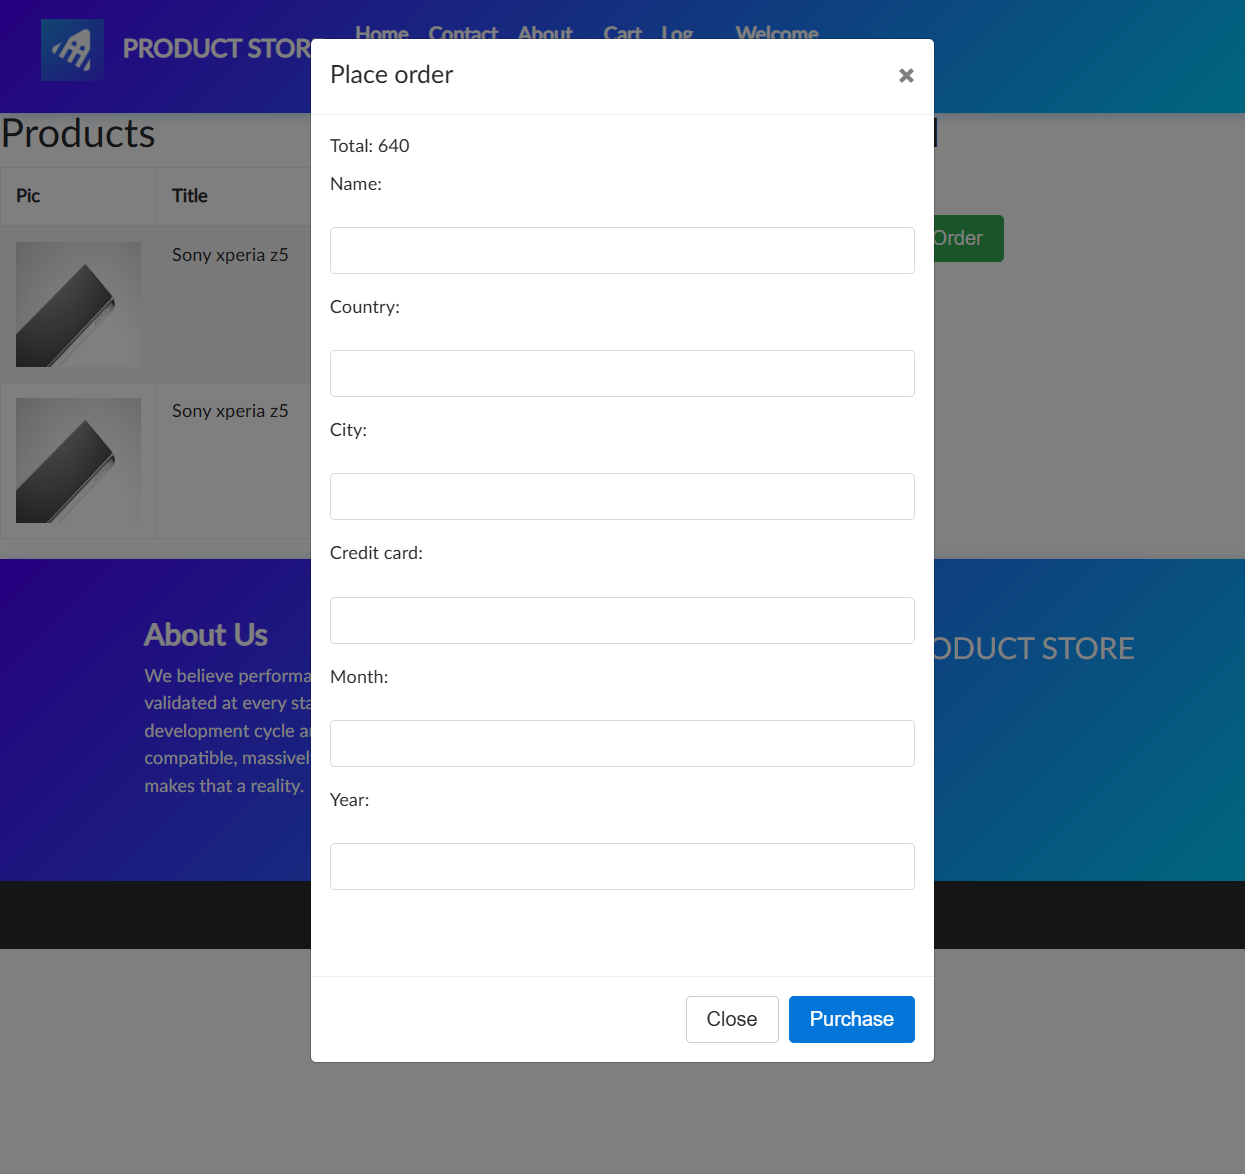 PRODUCT STOR
Home Contact About Cart Log Welcome
Place order
×
Products
Total: 640
Name:
Pic Title
Sony xperia z5
Order
Country:
Sony xperia z5
City:
Credit card:
About Us
ODUCT STORE
We believe performa
validated at every sta
development cycle a
compatible, massivel
makes that a reality.
Month:
Year:
Close Purchase